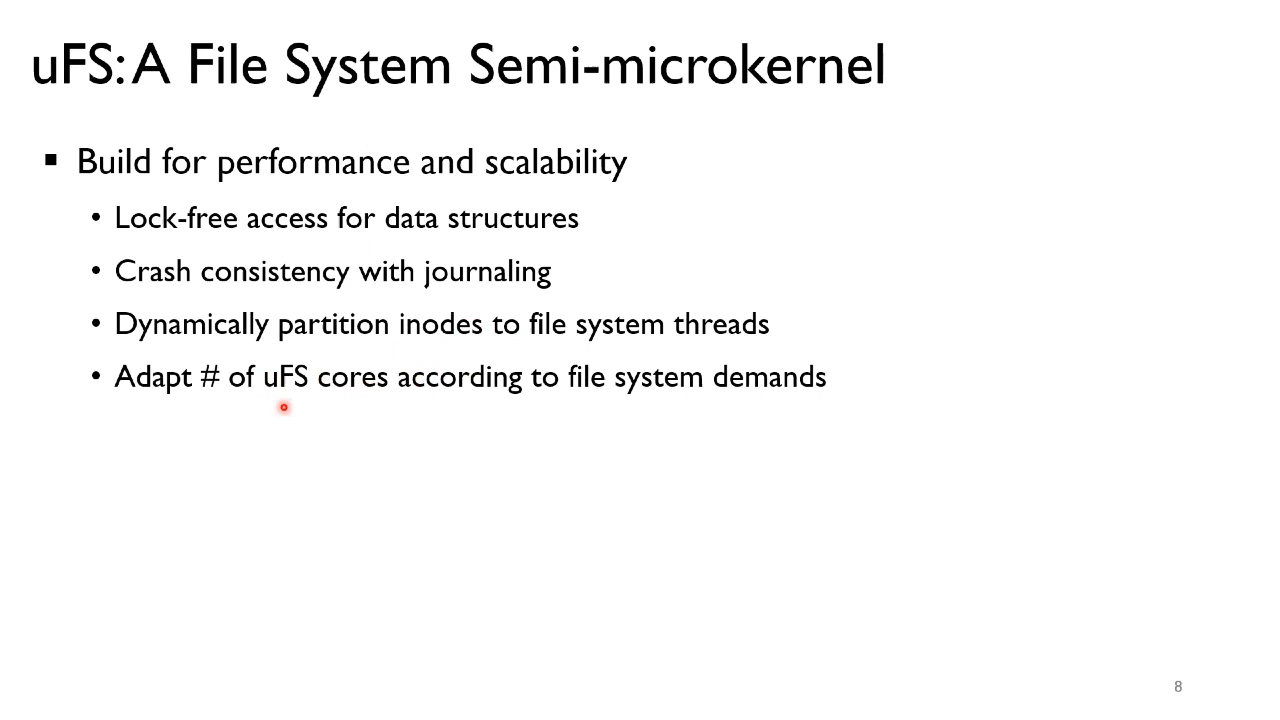 uFS: A File System Semi-microkernel
▪ Build for performance and scalability
• Lock-free access for data structures
• Crash consistency with journaling
• Dynamically partition inodes to file system threads
• Adapt # of uFS cores according to file system demands
8